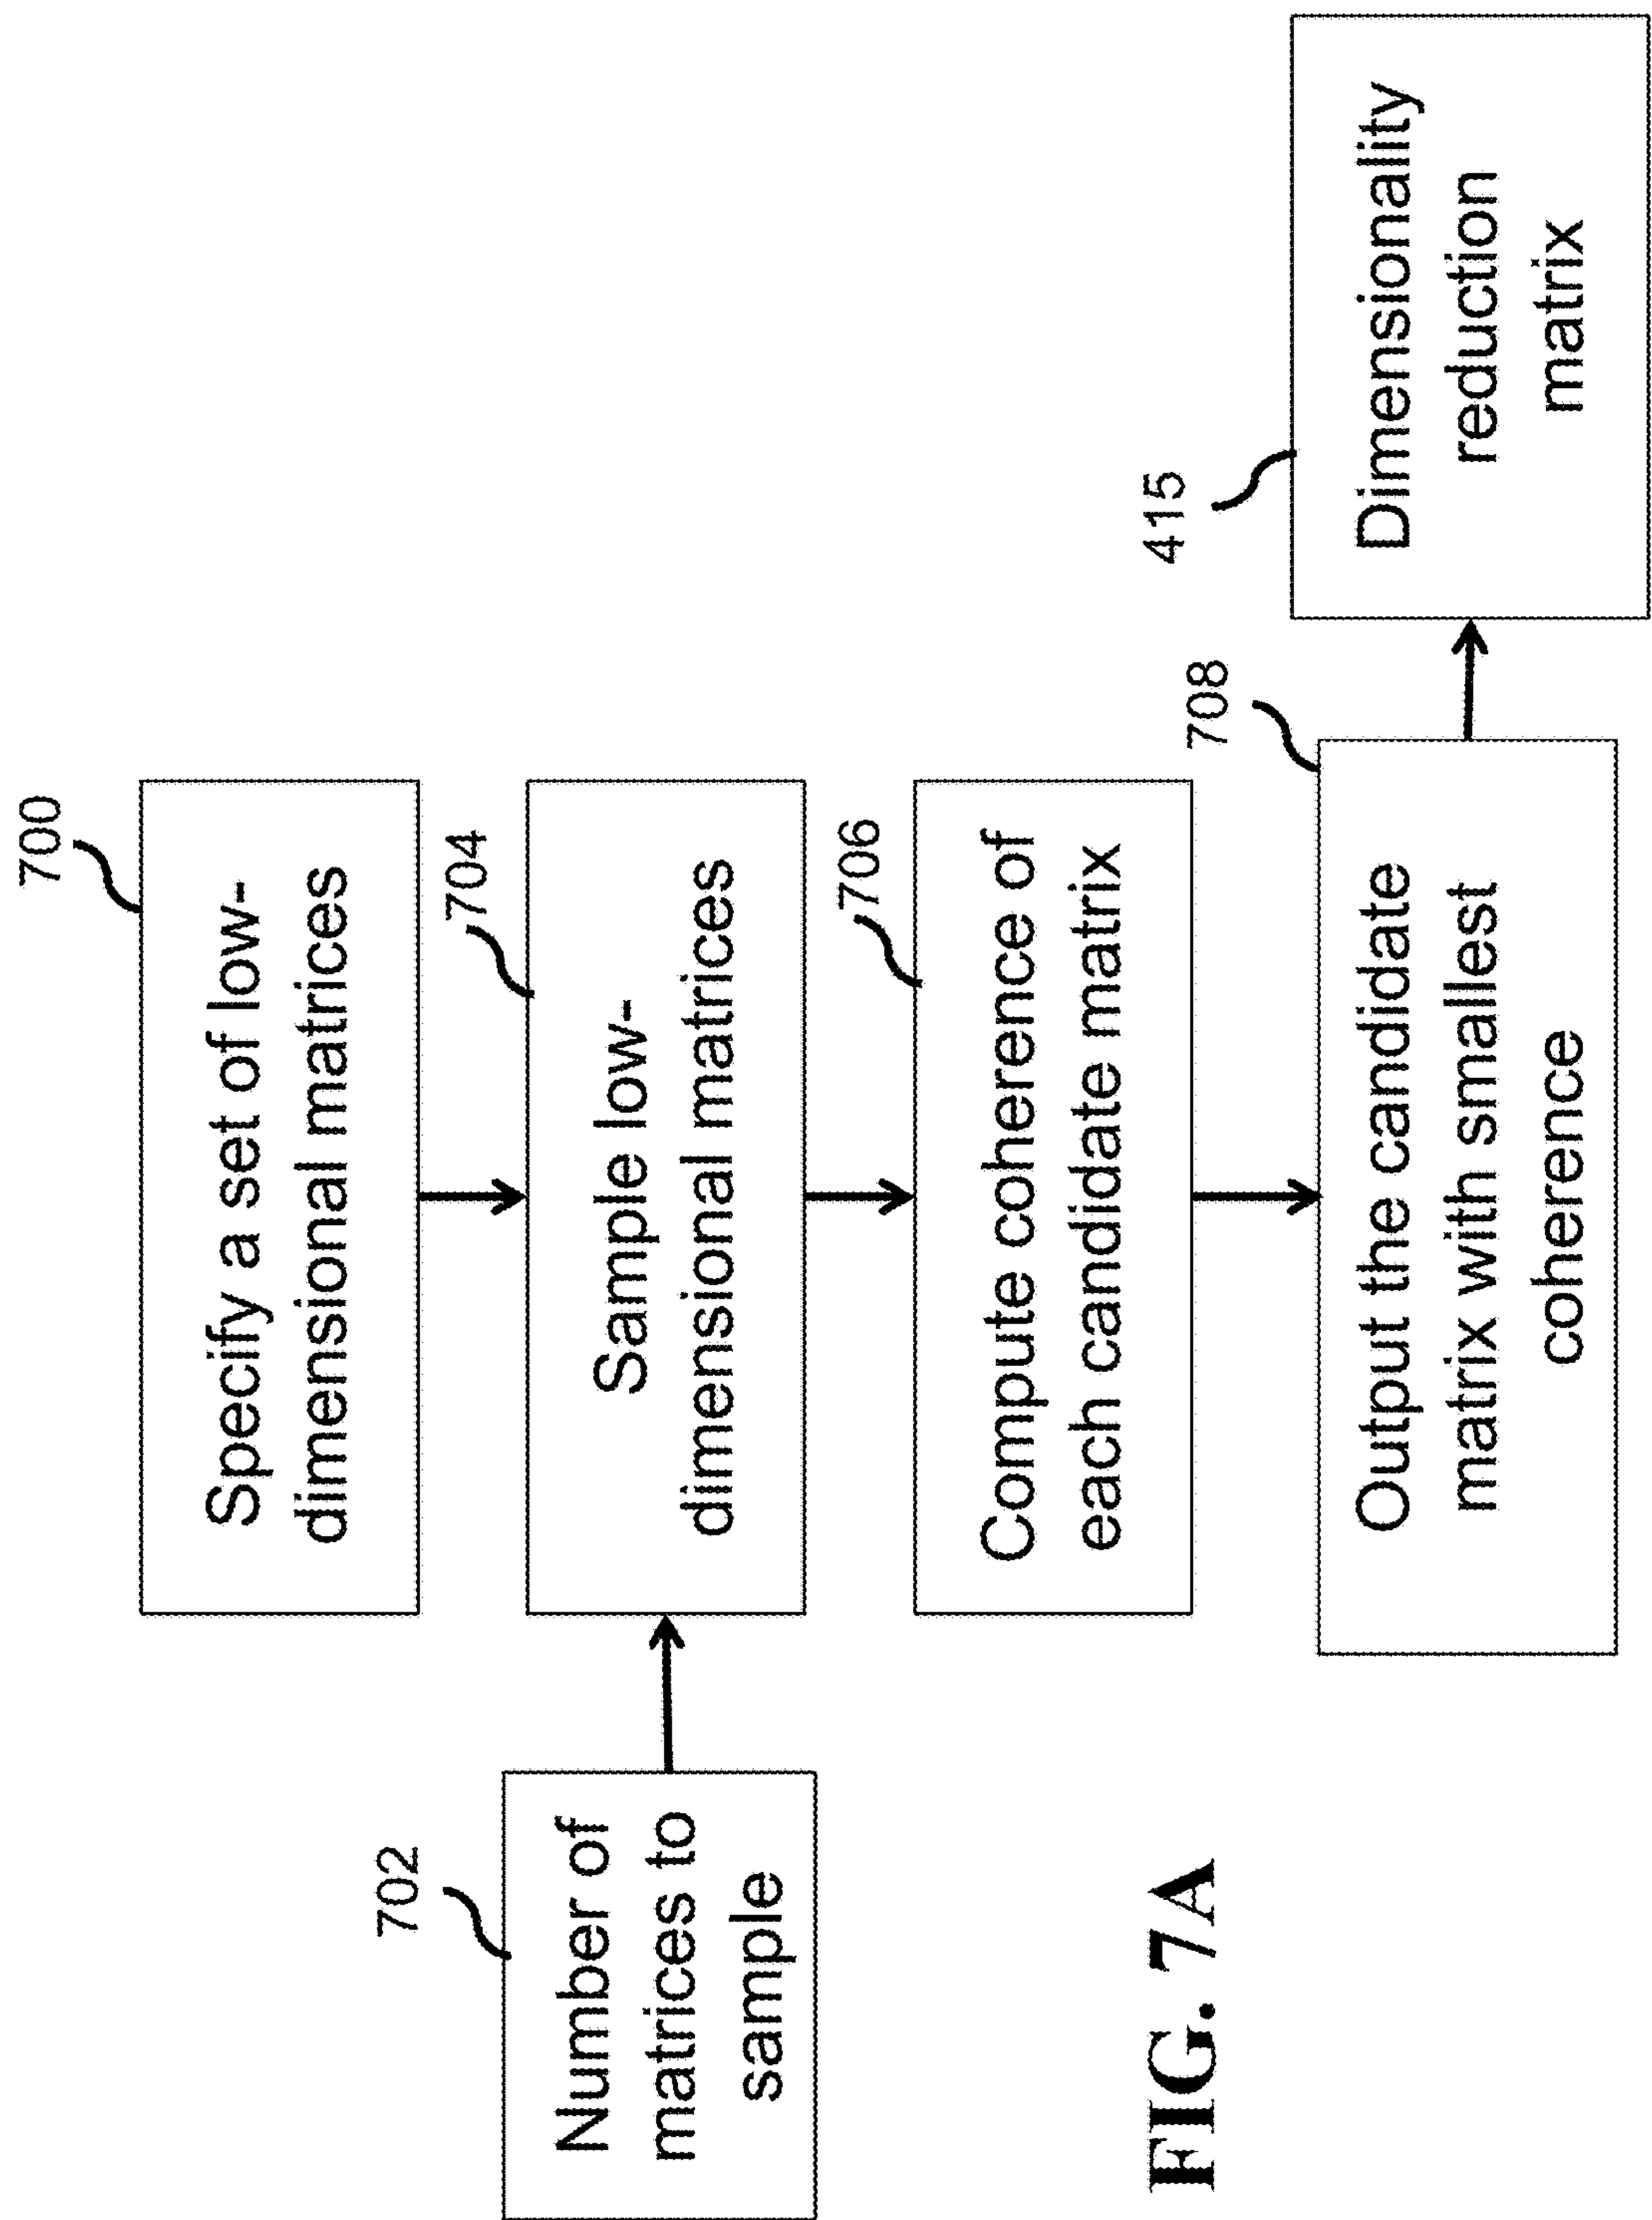 700
Specify a set of low-
dimensional matrices
702
Number of
matrices to
sample
704
Sample low-
dimensional matrices
706
Compute coherence of
each candidate matrix
708
Output the candidate
matrix with smallest
coherence
415
Dimensionality
reduction
matrix
FIG. 7A